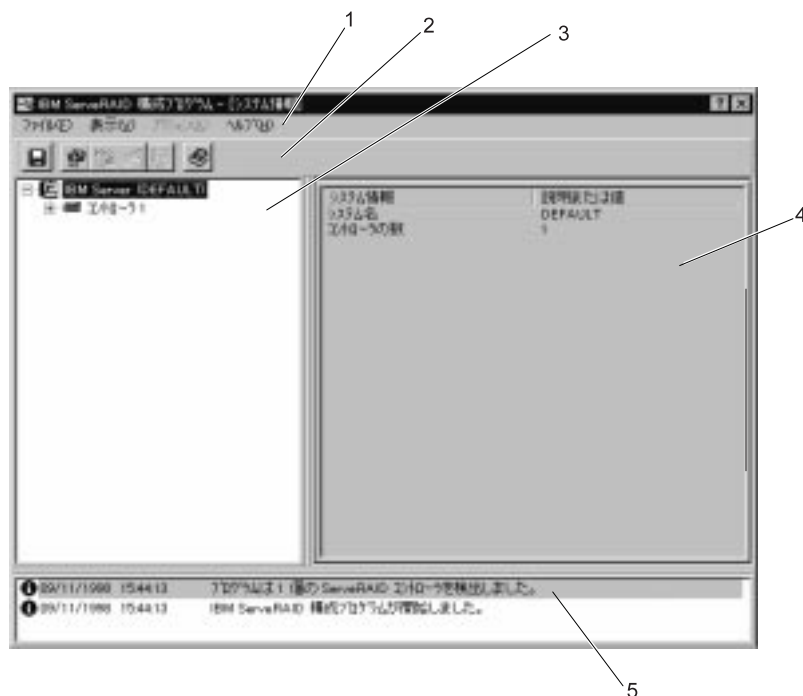 1
2
3
IBM ServeRAID 構成プログラム - [システム情報]
ファイル(F) 表示(V) ヘルプ(H)
IBM Server (DEFAULT)
コントローラ 1
システム情報 説明または値
システム名 DEFAULT
コントローラの数 1
4
09/11/1998 15:44:13 プログラムは 1 個の ServeRAID コントローラを検出しました。
09/11/1998 15:44:13 IBM ServeRAID 構成プログラムが開始しました。
5